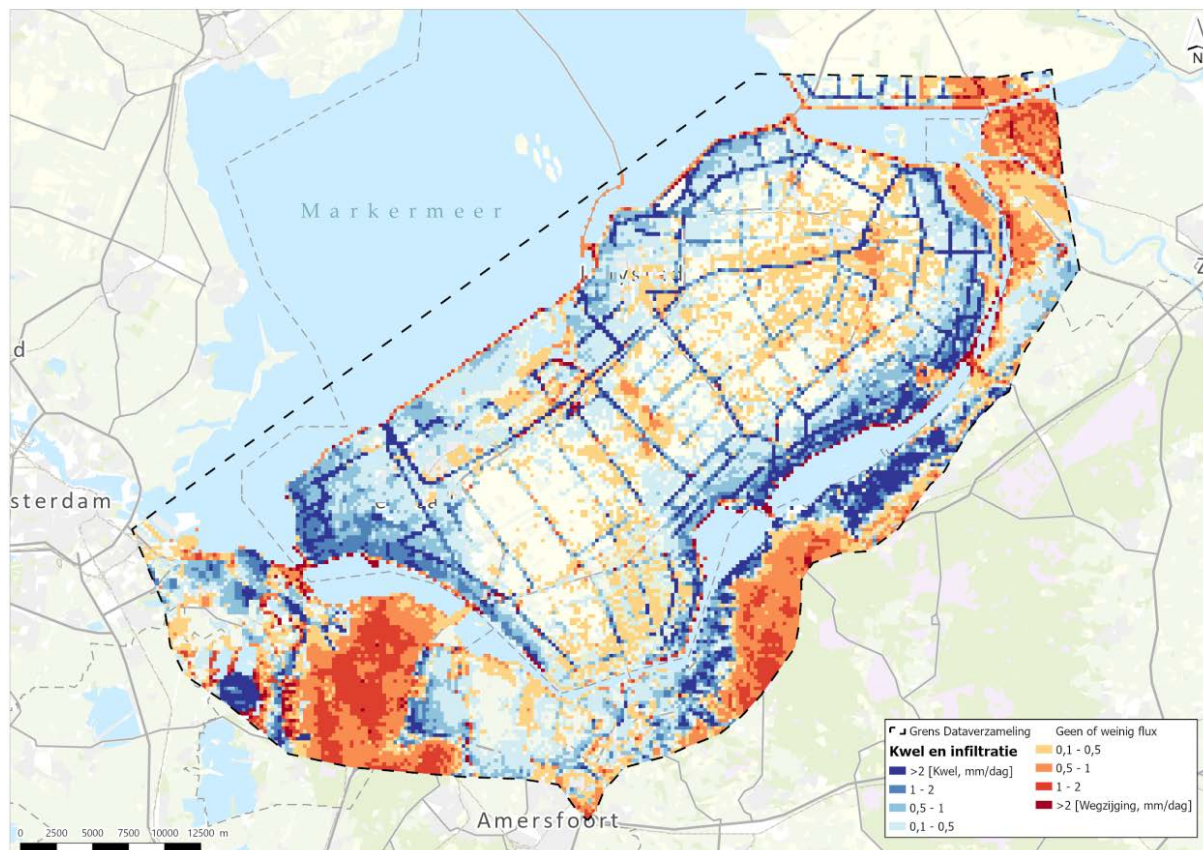 N
Markermeer
sterdam
Amersfoort
Grens Dataverzameling
Kwel en infiltratie
>2 [Kwel, mm/dag]
1 - 2
0,5 - 1
0,1 - 0,5
Geen of weinig flux
0,1 - 0,5
0,5 - 1
1 - 2
>2 [Wegzijging, mm/dag]
0 2500 5000 7500 10000 12500 m